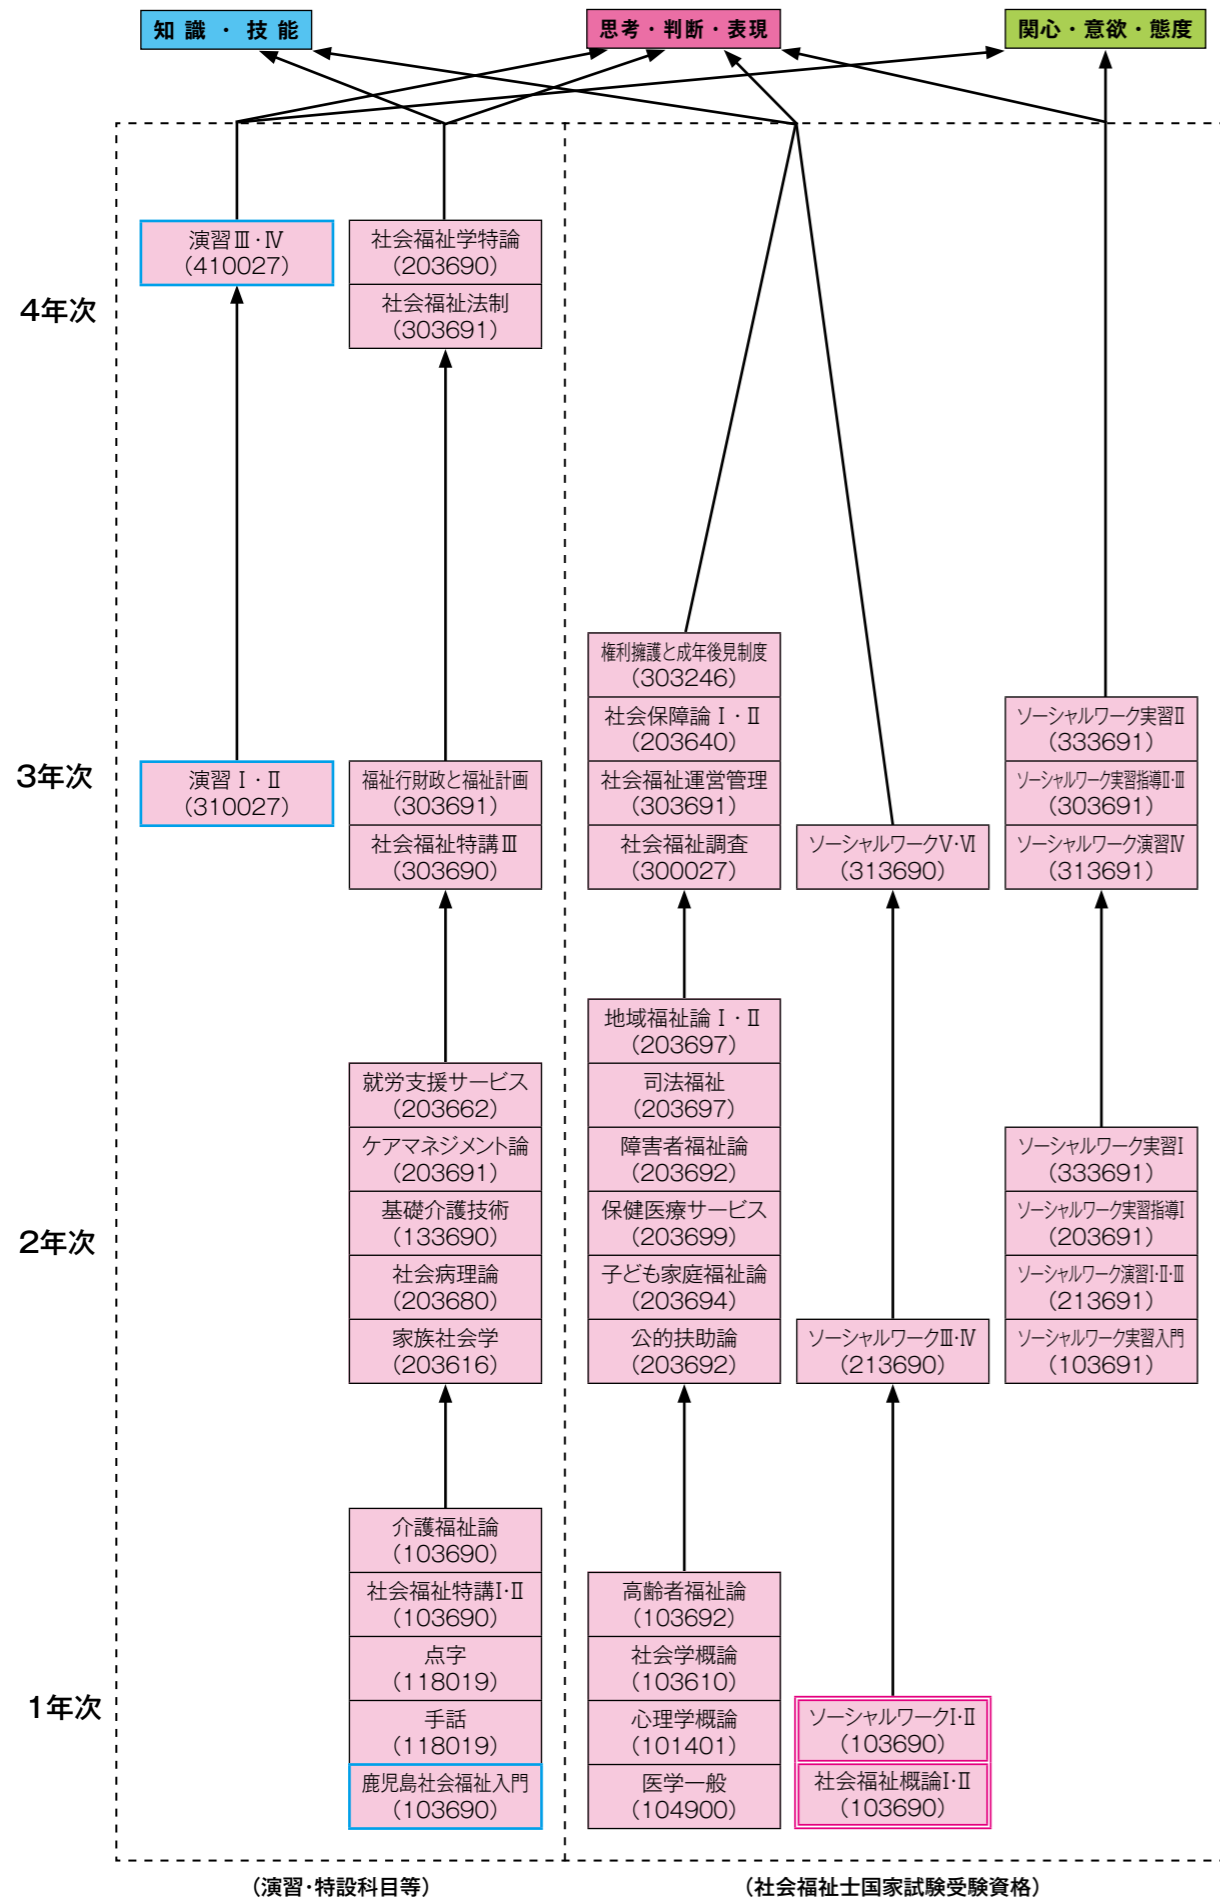 知識・技能
思考・判断・表現
関心・意欲・態度
4年次
演習Ⅲ・Ⅳ
(410027)
社会福祉学特論
(203690)
社会福祉法制
(303691)
3年次
演習Ⅰ・Ⅱ
(310027)
福祉行財政と福祉計画
(303691)
社会福祉特講Ⅲ
(303690)
権利擁護と成年後見制度
(303246)
社会保障論Ⅰ・Ⅱ
(203640)
社会福祉運営管理
(303691)
社会福祉調査
(300027)
ソーシャルワークⅤ・Ⅵ
(313690)
ソーシャルワーク実習Ⅱ
(333691)
ソーシャルワーク実習指導Ⅱ・Ⅲ
(303691)
ソーシャルワーク演習Ⅳ
(313691)
2年次
就労支援サービス
(203662)
ケアマネジメント論
(203691)
基礎介護技術
(133690)
社会病理論
(203680)
家族社会学
(203616)
地域福祉論Ⅰ・Ⅱ
(203697)
司法福祉
(203697)
障害者福祉論
(203692)
保健医療サービス
(203699)
子ども家庭福祉論
(203694)
公的扶助論
(203692)
ソーシャルワークⅢ・Ⅳ
(213690)
ソーシャルワーク実習Ⅰ
(333691)
ソーシャルワーク実習指導Ⅰ
(203691)
ソーシャルワーク演習Ⅰ・Ⅱ・Ⅲ
(213691)
ソーシャルワーク実習入門
(103691)
1年次
介護福祉論
(103690)
社会福祉特講Ⅰ・Ⅱ
(103690)
点字
(118019)
手話
(118019)
鹿児島社会福祉入門
(103690)
高齢者福祉論
(103692)
社会学概論
(103610)
心理学概論
(101401)
医学一般
(104900)
ソーシャルワークⅠ・Ⅱ
(103690)
社会福祉概論Ⅰ・Ⅱ
(103690)
(演習・特設科目等)
(社会福祉士国家試験受験資格)